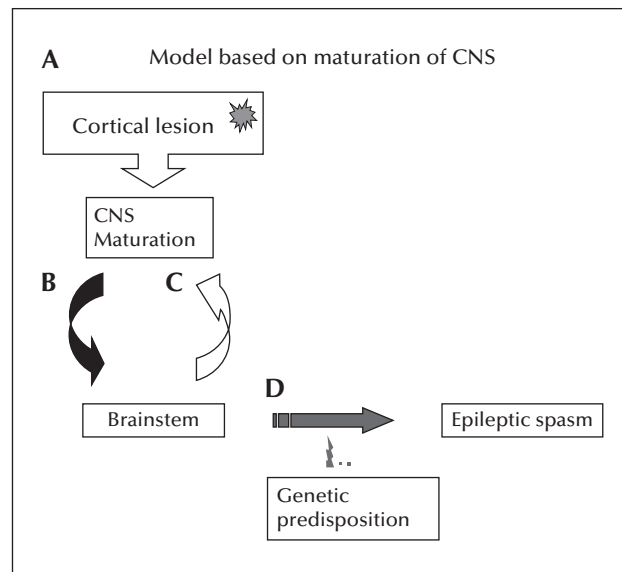 A Model based on maturation of CNS
Cortical lesion
CNS
Maturation
B C
D
Brainstem Epileptic spasm
Genetic
predisposition